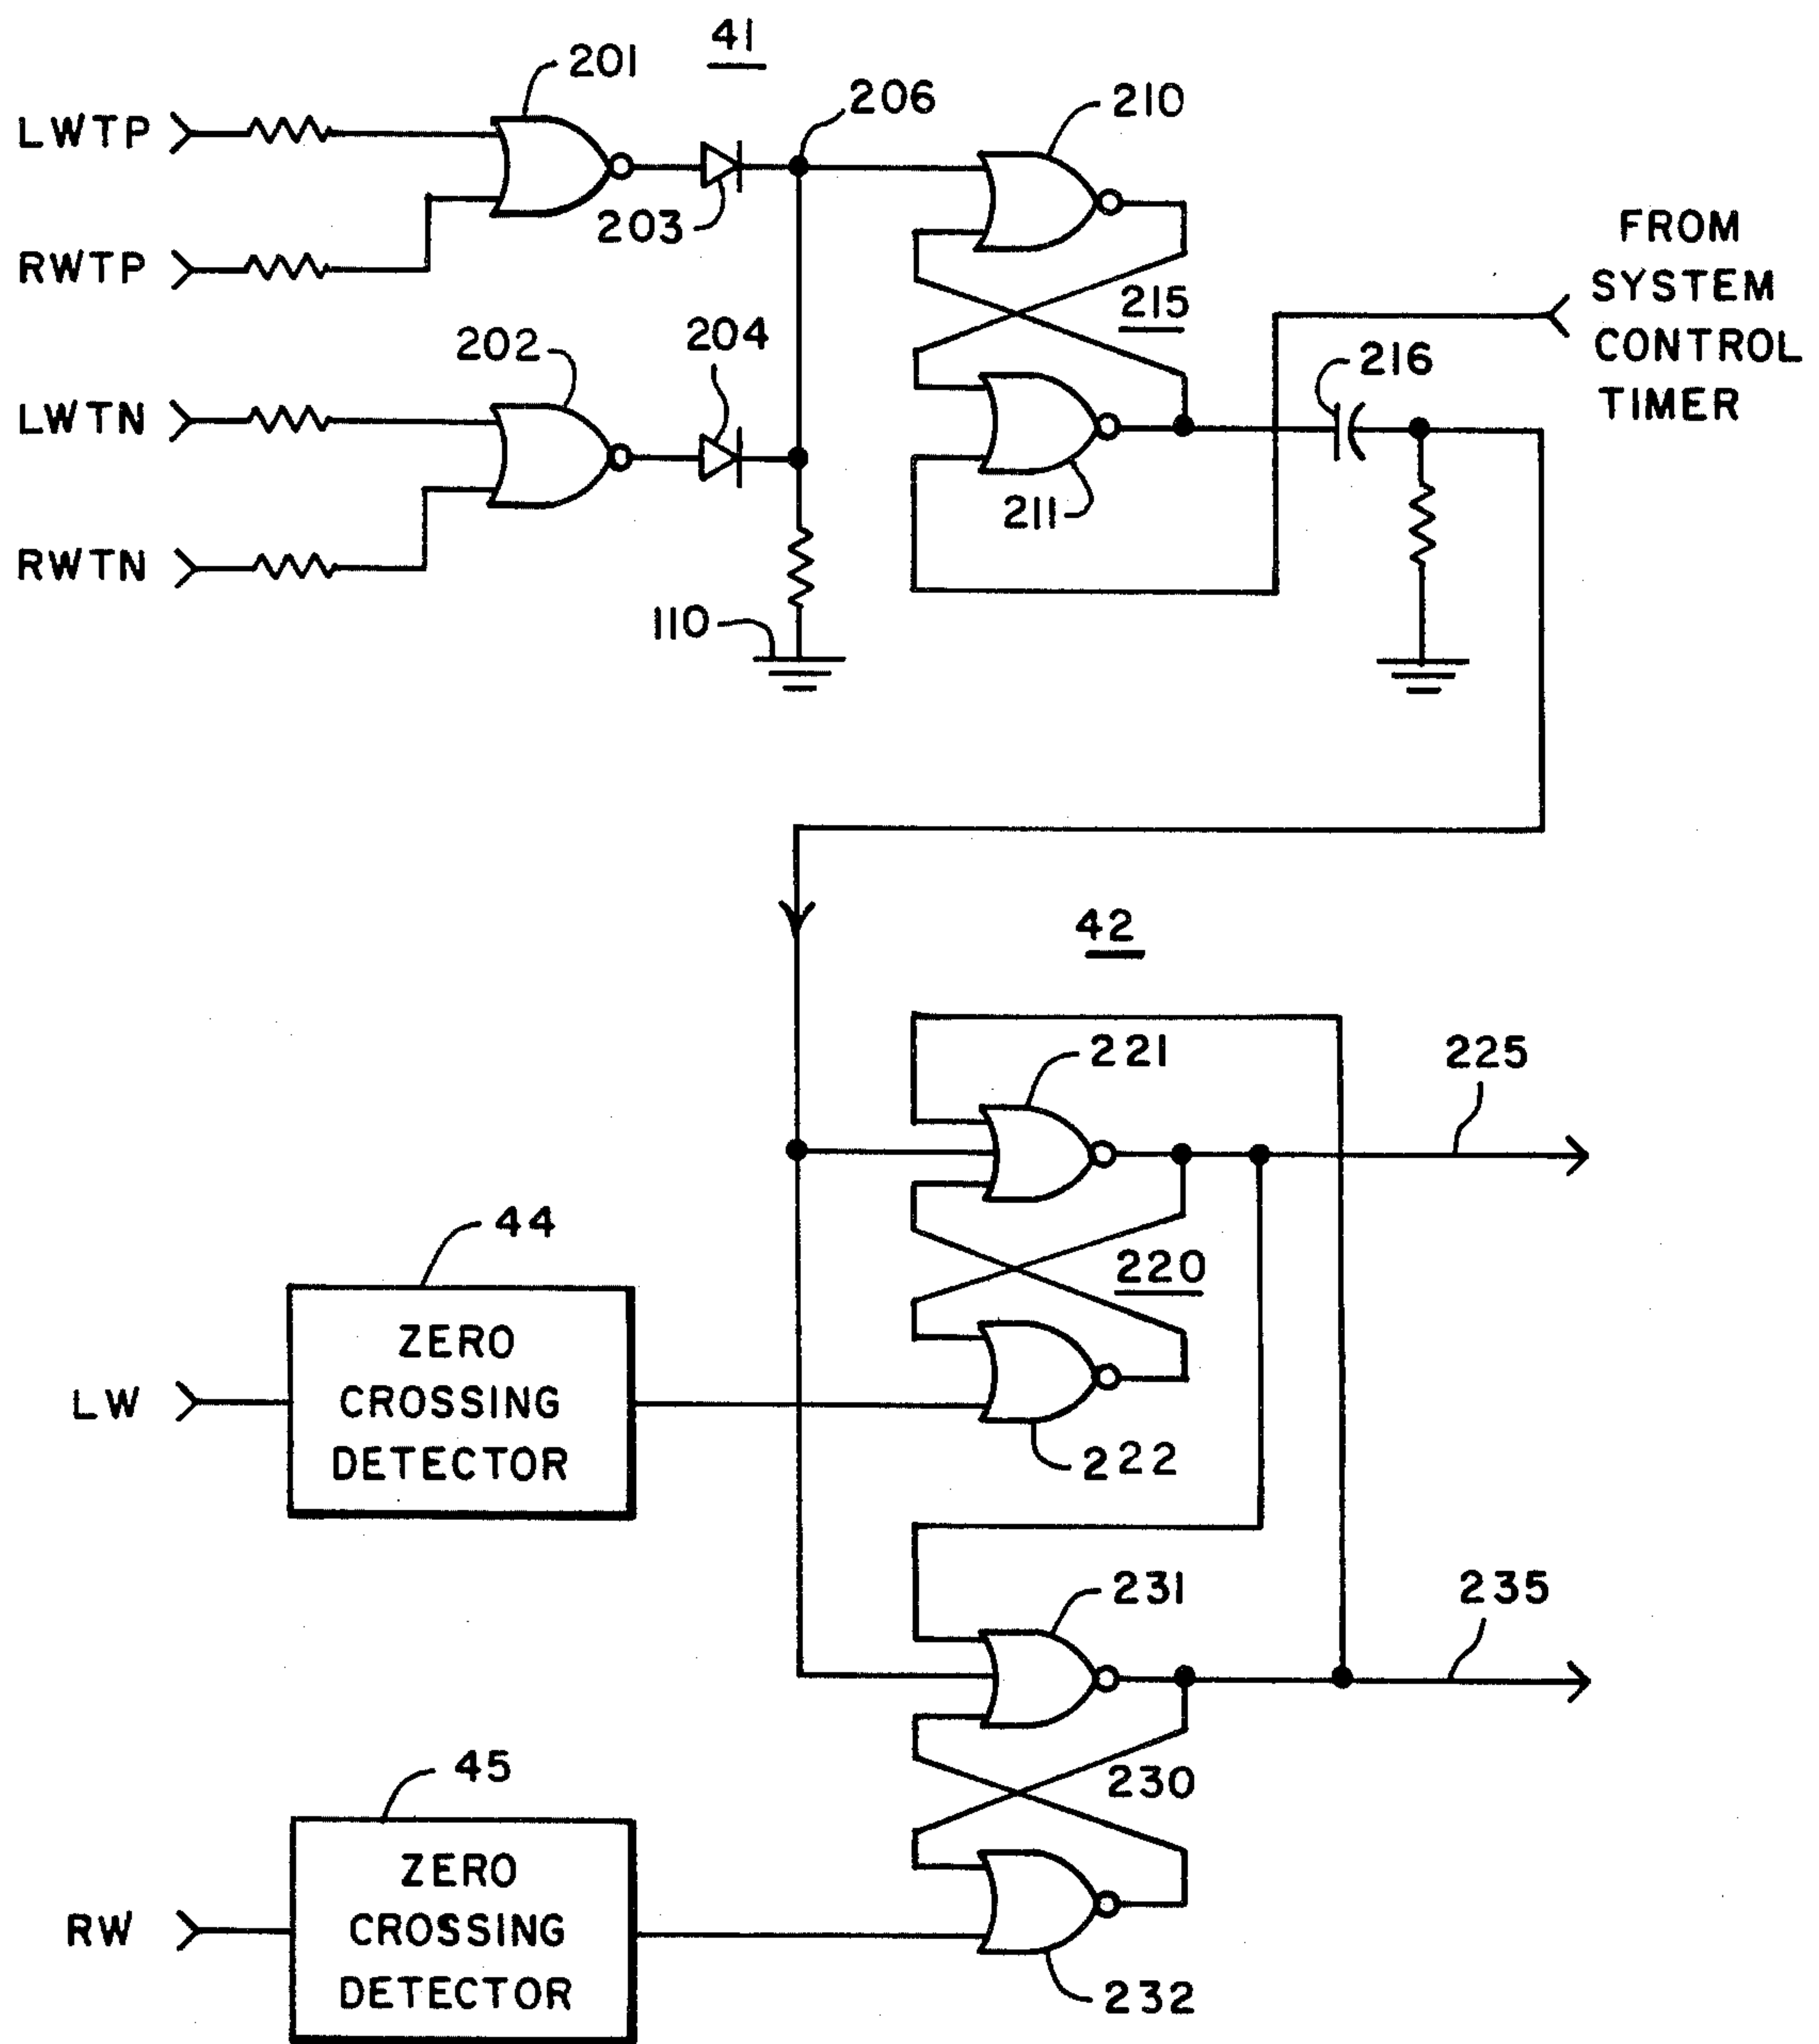 41
201
206
210
LWTP
203
RWTP
FROM
SYSTEM
CONTROL
TIMER
215
204
202
216
LWTN
211
RWTN
110
42
221
225
44
220
ZERO
CROSSING
DETECTOR
LW
222
231
235
45
230
ZERO
CROSSING
DETECTOR
RW
232